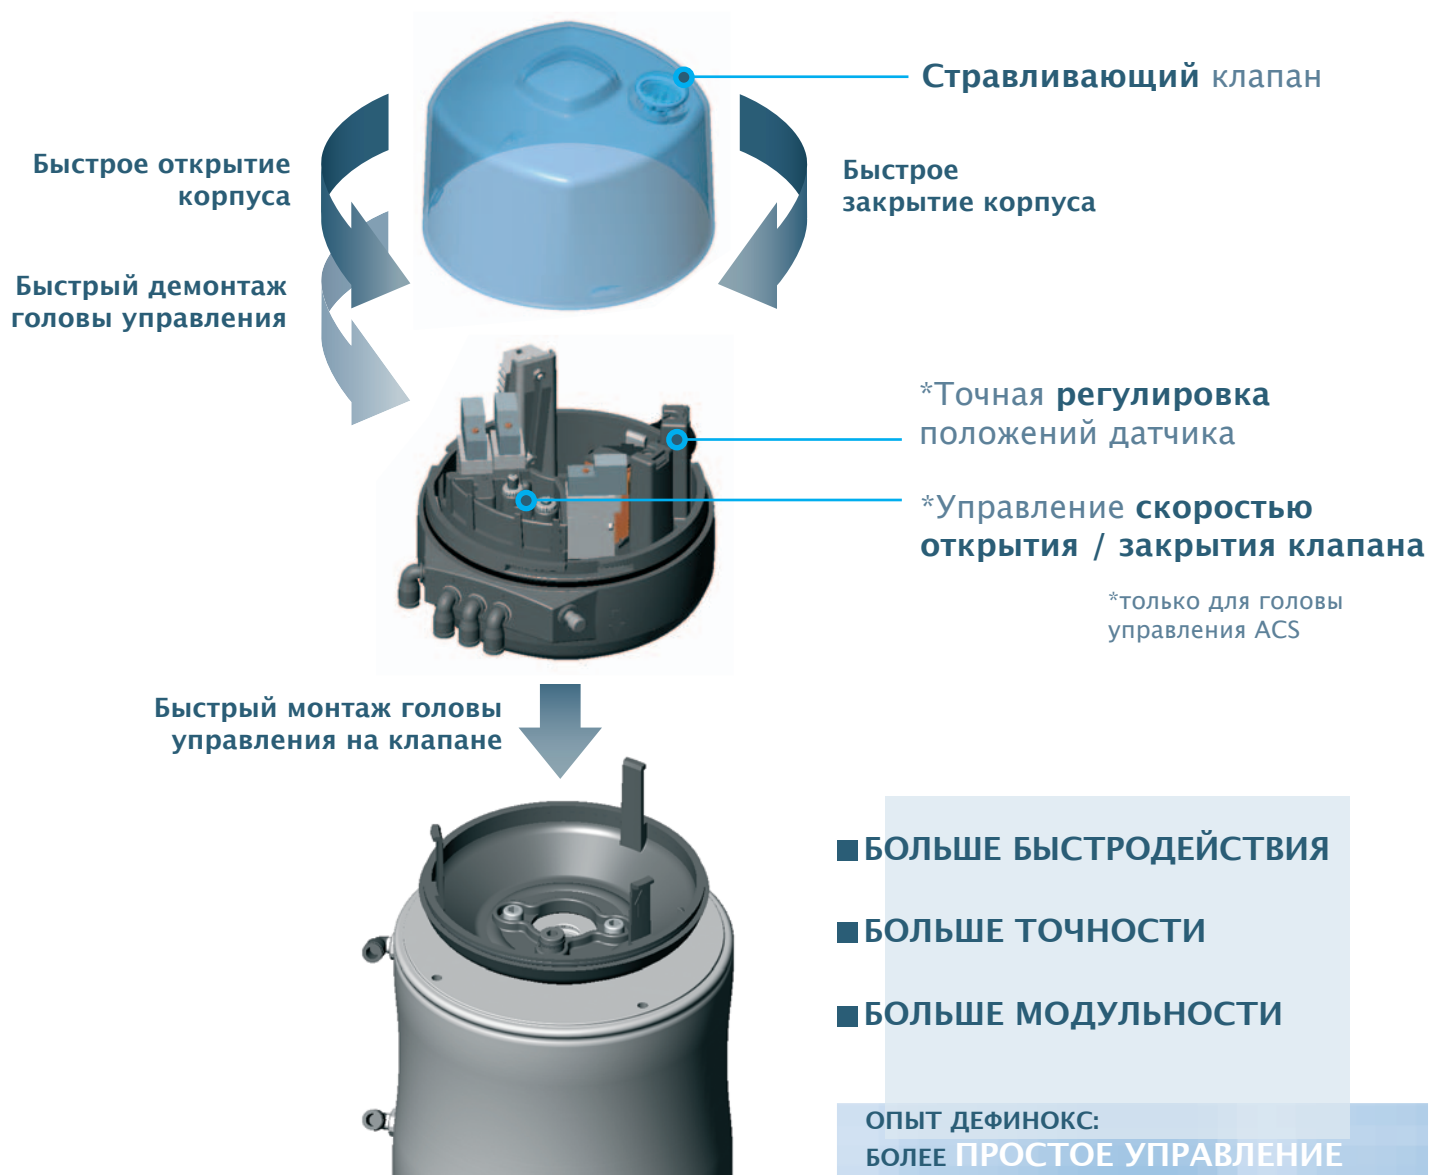 Стравливающий клапан
Быстрое открытие
корпуса
Быстрое
закрытие корпуса
Быстрый демонтаж
головы управления
*Точная регулировка
положений датчика
*Управление скоростью
открытия / закрытия клапана
*только для головы
управления ACS
Быстрый монтаж головы
управления на клапане
БОЛЬШЕ БЫСТРОДЕЙСТВИЯ
БОЛЬШЕ ТОЧНОСТИ
БОЛЬШЕ МОДУЛЬНОСТИ
ОПЫТ ДЕФИНОКС:
БОЛЕЕ ПРОСТОЕ УПРАВЛЕНИЕ